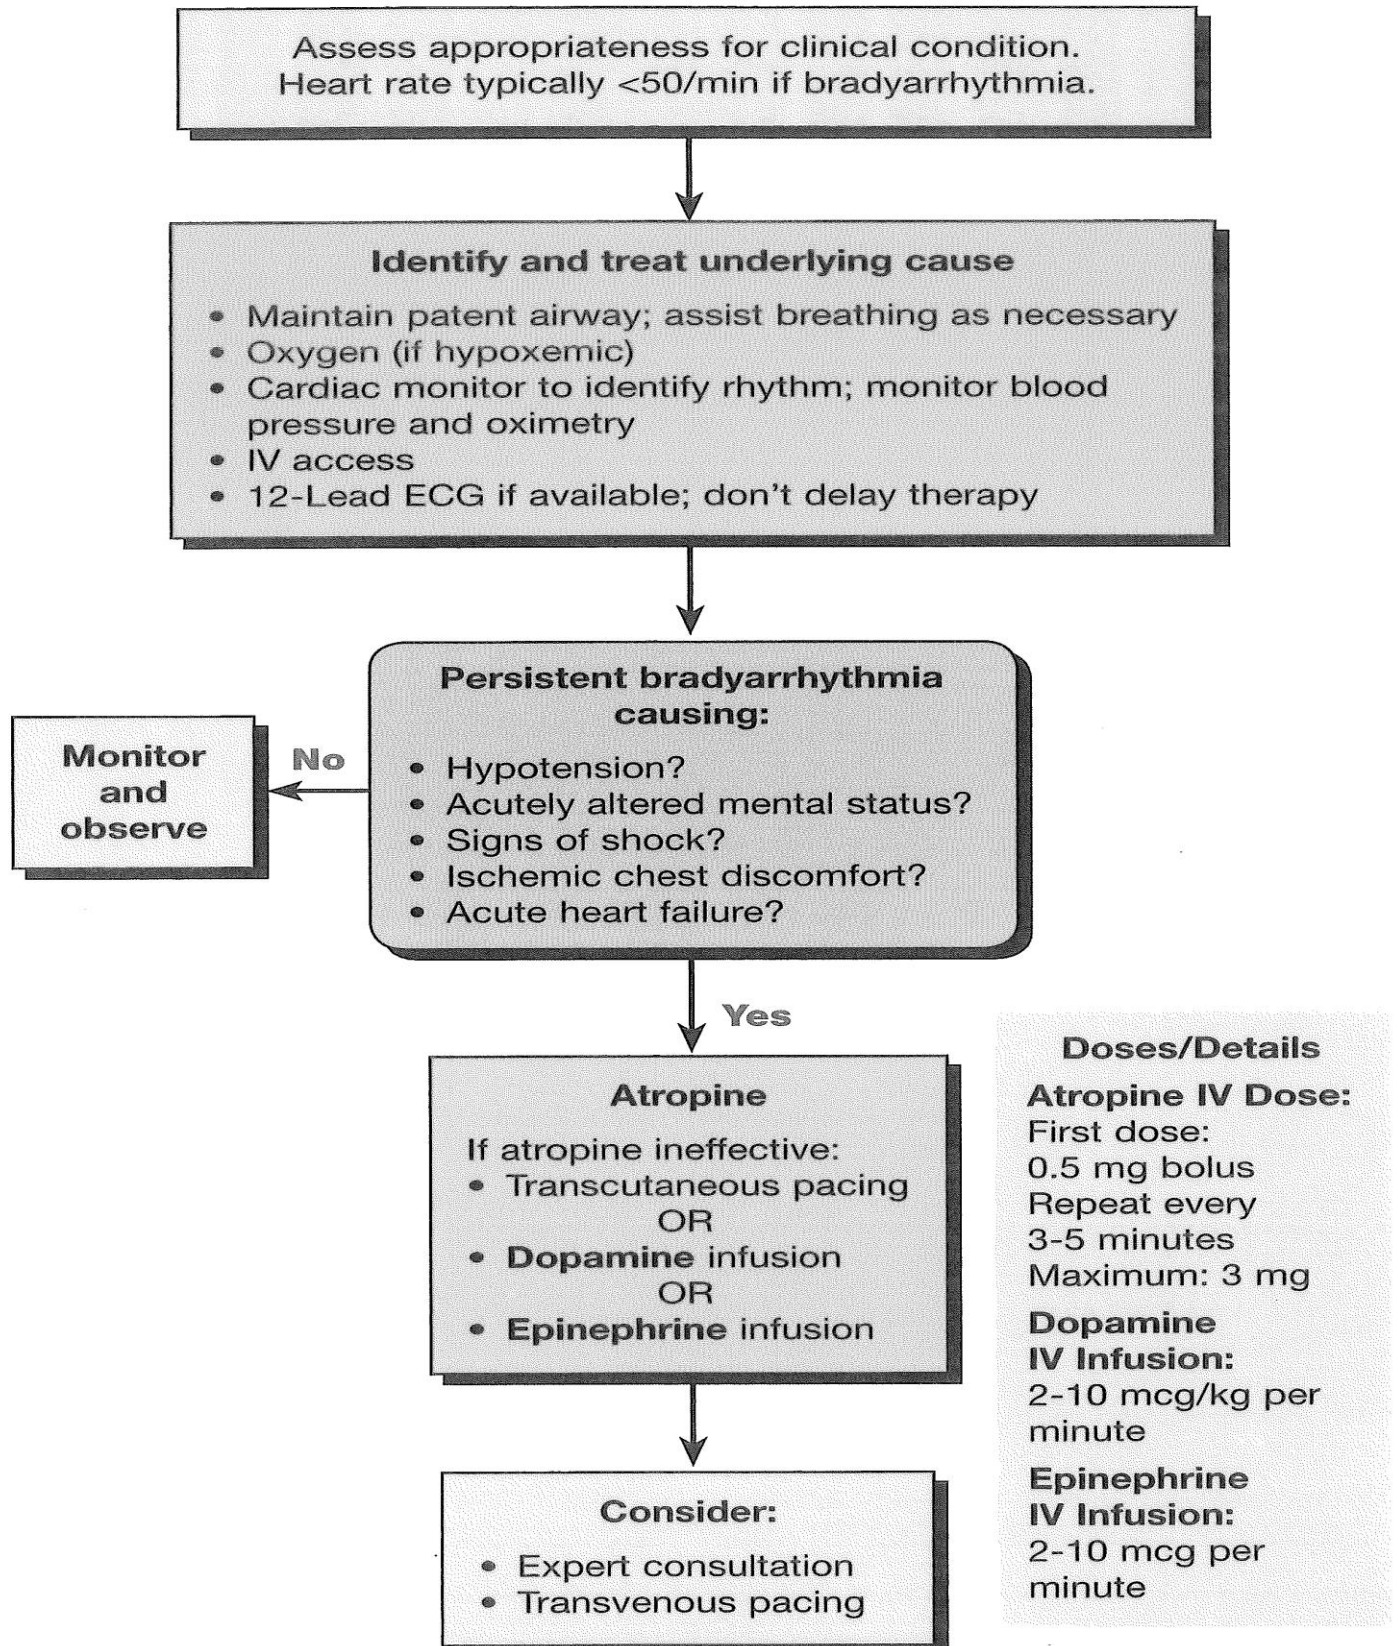 Assess appropriateness for clinical condition.
Heart rate typically <50/min if bradyarrhythmia.
Identify and treat underlying cause
• Maintain patent airway; assist breathing as necessary
• Oxygen (if hypoxemic)
• Cardiac monitor to identify rhythm; monitor blood
pressure and oximetry
• IV access
• 12-Lead ECG if available; don't delay therapy
Persistent bradyarrhythmia
causing:
• Hypotension?
• Acutely altered mental status?
• Signs of shock?
• Ischemic chest discomfort?
• Acute heart failure?
No
Monitor
and
observe
Yes
Atropine
If atropine ineffective:
• Transcutaneous pacing
OR
• Dopamine infusion
OR
• Epinephrine infusion
Consider:
• Expert consultation
• Transvenous pacing
Doses/Details
Atropine IV Dose:
First dose:
0.5 mg bolus
Repeat every
3-5 minutes
Maximum: 3 mg
Dopamine
IV Infusion:
2-10 mcg/kg per
minute
Epinephrine
IV Infusion:
2-10 mcg per
minute